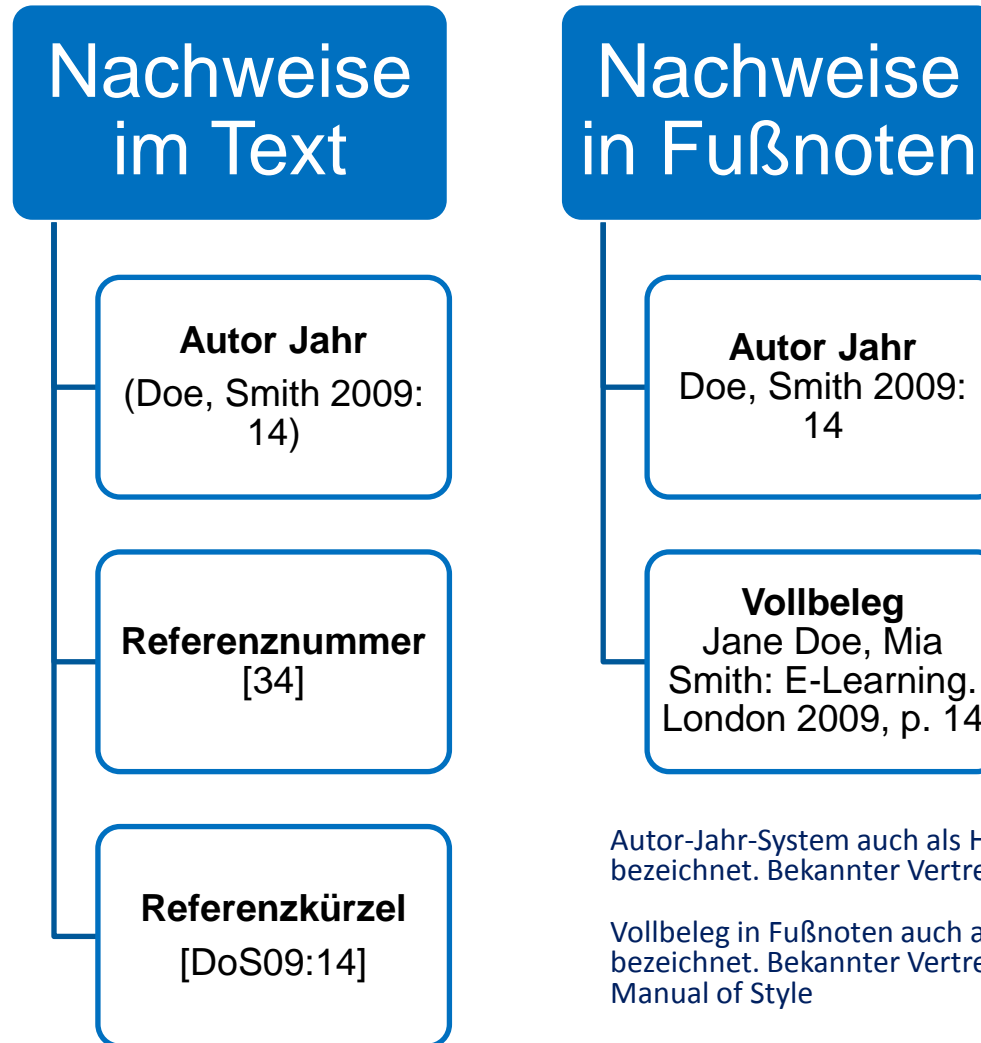 Nachweise
im Text
Autor Jahr
(Doe, Smith 2009:
14)
Referenznummer
[34]
Referenzkürzel
[DoS09:14]
Nachweise
in Fußnoten
Autor Jahr
Doe, Smith 2009:
14
Vollbeleg
Jane Doe, Mia
Smith: E-Learning.
London 2009, p. 14
Autor-Jahr-System auch als
bezeichnet. Bekannter
Vollbeleg in Fußnoten auch
bezeichnet. Bekannter
Manual of Style